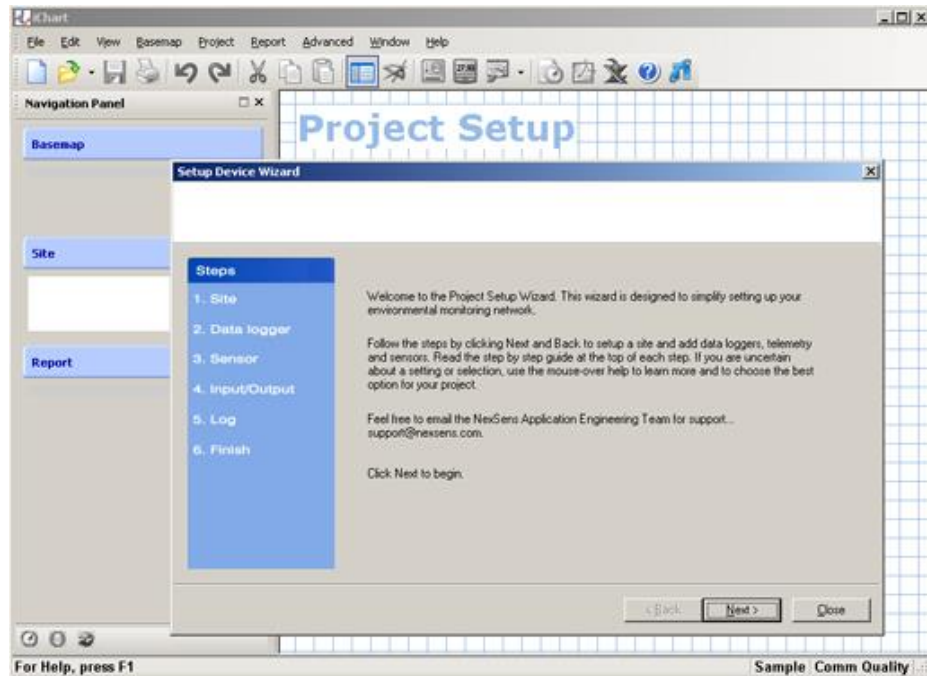 iChart
File Edit View Basemap Project Report Advanced Window Help
Navigation Panel
Project Setup
Basemap
Setup Device Wizard
Site
Report
Steps
1. Site
2. Data logger
3. Sensor
4. Input/Output
5. Log
6. Finish
Welcome to the Project Setup Wizard. This wizard is designed to simplify setting up your
environmental monitoring network.
Follow the steps by clicking Next and Back to setup a site and add data loggers, telemetry
and sensors. Read the step by step guide at the top of each step. If you are uncertain
about a setting or selection, use the mouse-over help to learn more and to choose the best
option for your project.
Feel free to email the NexSens Application Engineering Team for support...
support@nexsens.com.
Click Next to begin.
< Back Next > Close
For Help, press F1 Sample Comm Quality